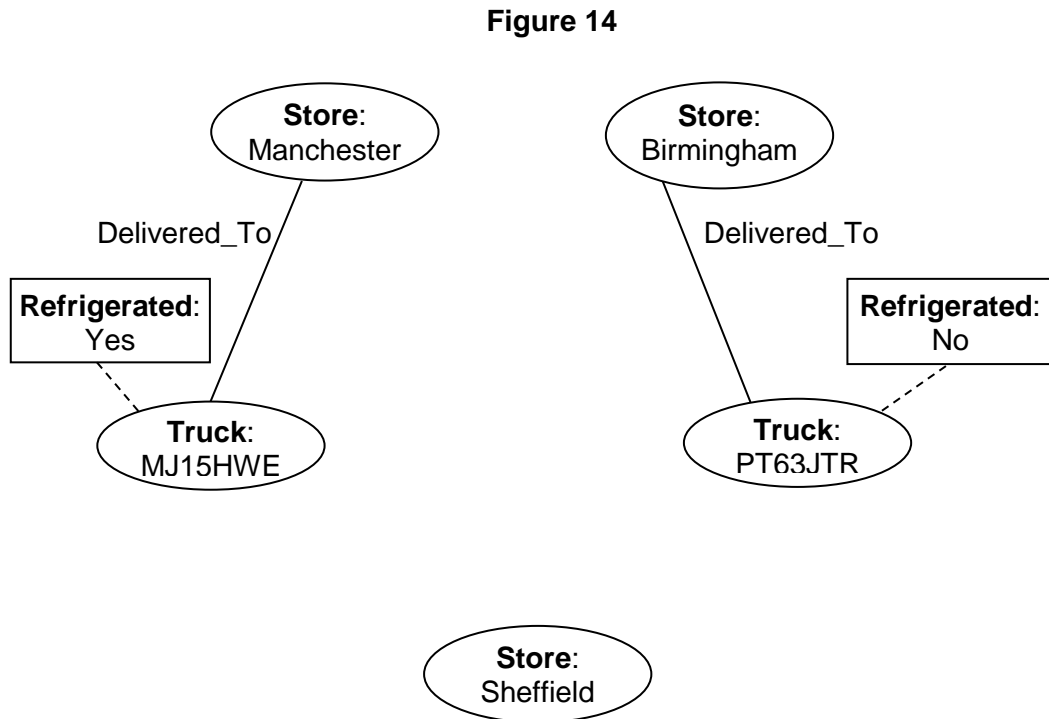 Figure 14
Store:
Manchester
Store:
Birmingham
Delivered_To
Delivered_To
Refrigerated:
Yes
Refrigerated:
No
Truck:
MJ15HWE
Truck:
PT63JTR
Store:
Sheffield